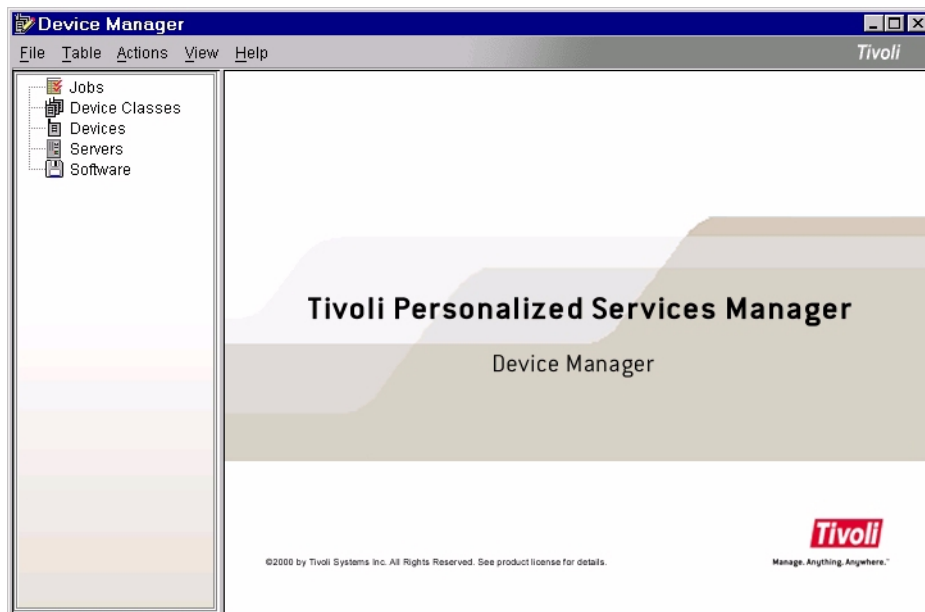 Device Manager
File Table Actions View Help Tivoli
Jobs
Device Classes
Devices
Servers
Software
Tivoli Personalized Services Manager
Device Manager
Tivoli
©2000 by Tivoli Systems Inc. All Rights Reserved. See product license for details.
Manage. Anything. Anywhere.™